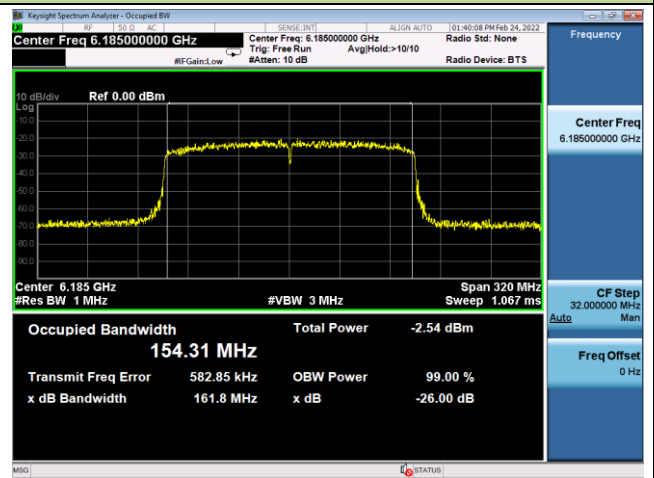 Keysight Spectrum Analyzer - Occupied BW
RF 50 Ω AC SENSE:INT ALIGN AUTO 01:40:08 PM Feb 24, 2022
Center Freq 6.185000000 GHz Center Freq: 6.185000000 GHz Radio Std: None Frequency
Trig: Free Run Avg|Hold:>10/10
#IFGain:Low #Atten: 10 dB Radio Device: BTS
10 dB/div Ref 0.00 dBm
Log
-10.0
-20.0
-30.0
-40.0
-50.0
-60.0
-70.0
-80.0
-90.0
Center Freq
6.185000000 GHz
Center 6.185 GHz Span 320 MHz
#Res BW 1 MHz #VBW 3 MHz Sweep 1.067 ms
CF Step
32.000000 MHz
Auto Man
Occupied Bandwidth Total Power -2.54 dBm
154.31 MHz
Freq Offset
0 Hz
Transmit Freq Error 582.85 kHz OBW Power 99.00 %
x dB Bandwidth 161.8 MHz x dB -26.00 dB
MSG STATUS